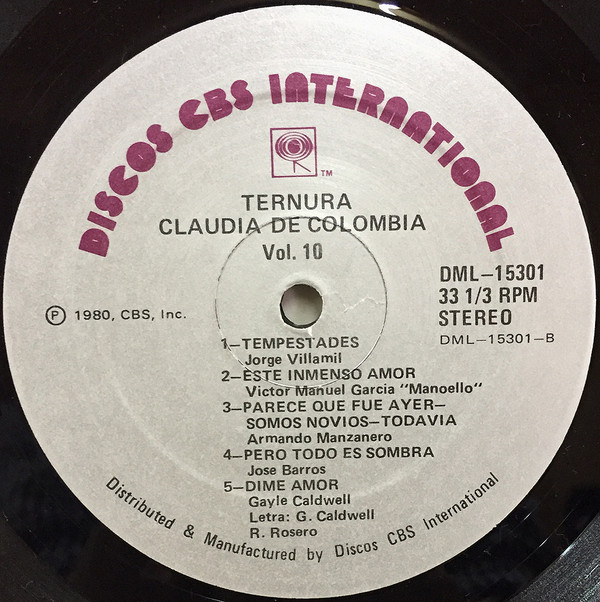 DISCOS CBS INTERNATIONAL
TM
TERNURA
CLAUDIA DE COLOMBIA
Vol. 10
DML-15301
33 1/3 RPM
STEREO
DML-15301-B
Ⓟ 1980, CBS, Inc.
1-TEMPESTADES
Jorge Villamil
2-ESTE INMENSO AMOR
Victor Manuel Garcia "Manoello"
3-PARECE QUE FUE AYER-
SOMOS NOVIOS-TODAVIA
Armando Manzanero
4-PERO TODO ES SOMBRA
Jose Barros
5-DIME AMOR
Gayle Caldwell
Letra: G. Caldwell
R. Rosero
Distributed & Manufactured by Discos CBS International